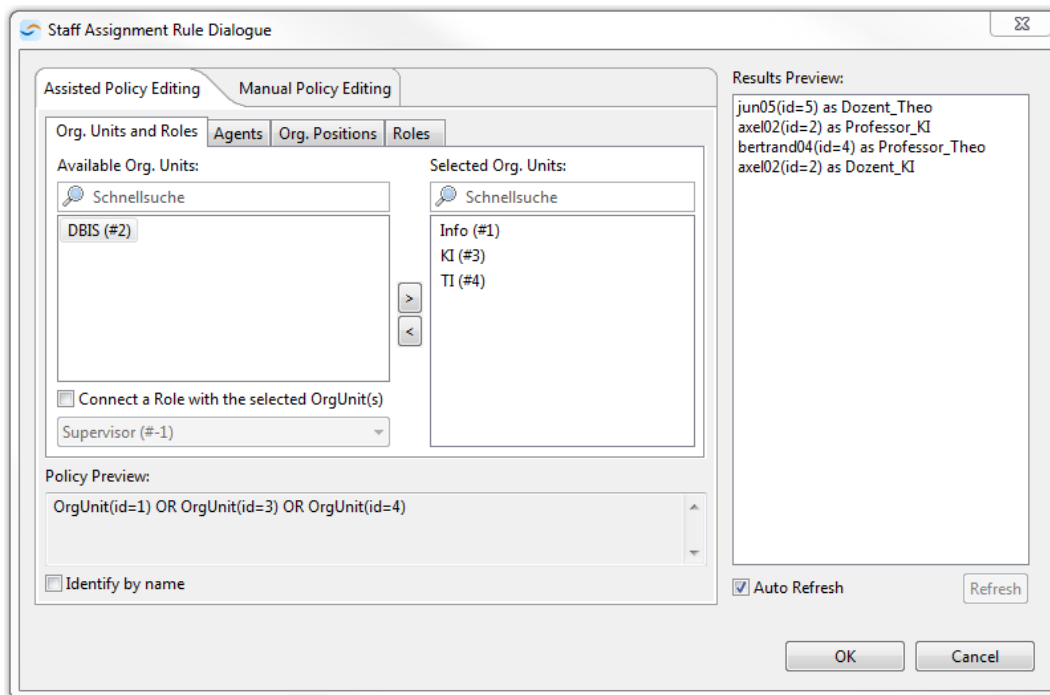 Staff Assignment Rule Dialogue
Assisted Policy Editing
Manual Policy Editing
Org. Units and Roles
Agents
Org. Positions
Roles
Available Org. Units:
Schnellsuche
DBIS (#2)
>
<
Connect a Role with the selected OrgUnit(s)
Supervisor (#-1)
Selected Org. Units:
Schnellsuche
Info (#1)
KI (#3)
TI (#4)
Policy Preview:
OrgUnit(id=1) OR OrgUnit(id=3) OR OrgUnit(id=4)
Identify by name
Results Preview:
jun05(id=5) as Dozent_Theo
axel02(id=2) as Professor_KI
bertrand04(id=4) as Professor_Theo
axel02(id=2) as Dozent_KI
Auto Refresh
Refresh
OK
Cancel